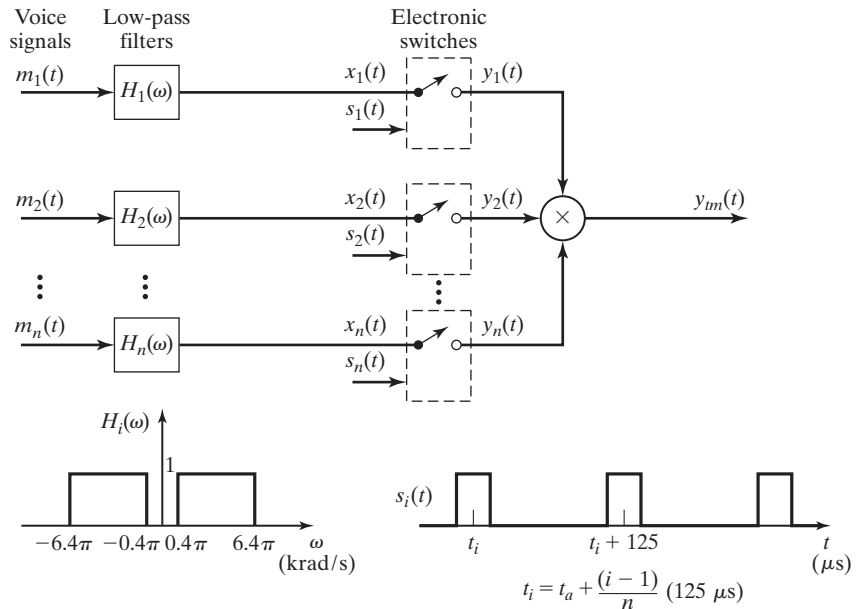 Voice signals
Low-pass filters
Electronic switches
m₁(t)
H₁(ω)
x₁(t)
s₁(t)
y₁(t)
m₂(t)
H₂(ω)
x₂(t)
s₂(t)
y₂(t)
×
yₜₘ(t)
mₙ(t)
Hₙ(ω)
xₙ(t)
sₙ(t)
yₙ(t)
Hᵢ(ω)
1
−6.4π −0.4π 0.4π 6.4π ω
(krad/s)
sᵢ(t)
tᵢ tᵢ + 125 t
(μs)
tᵢ = tₐ + (i − 1)/n (125 μs)